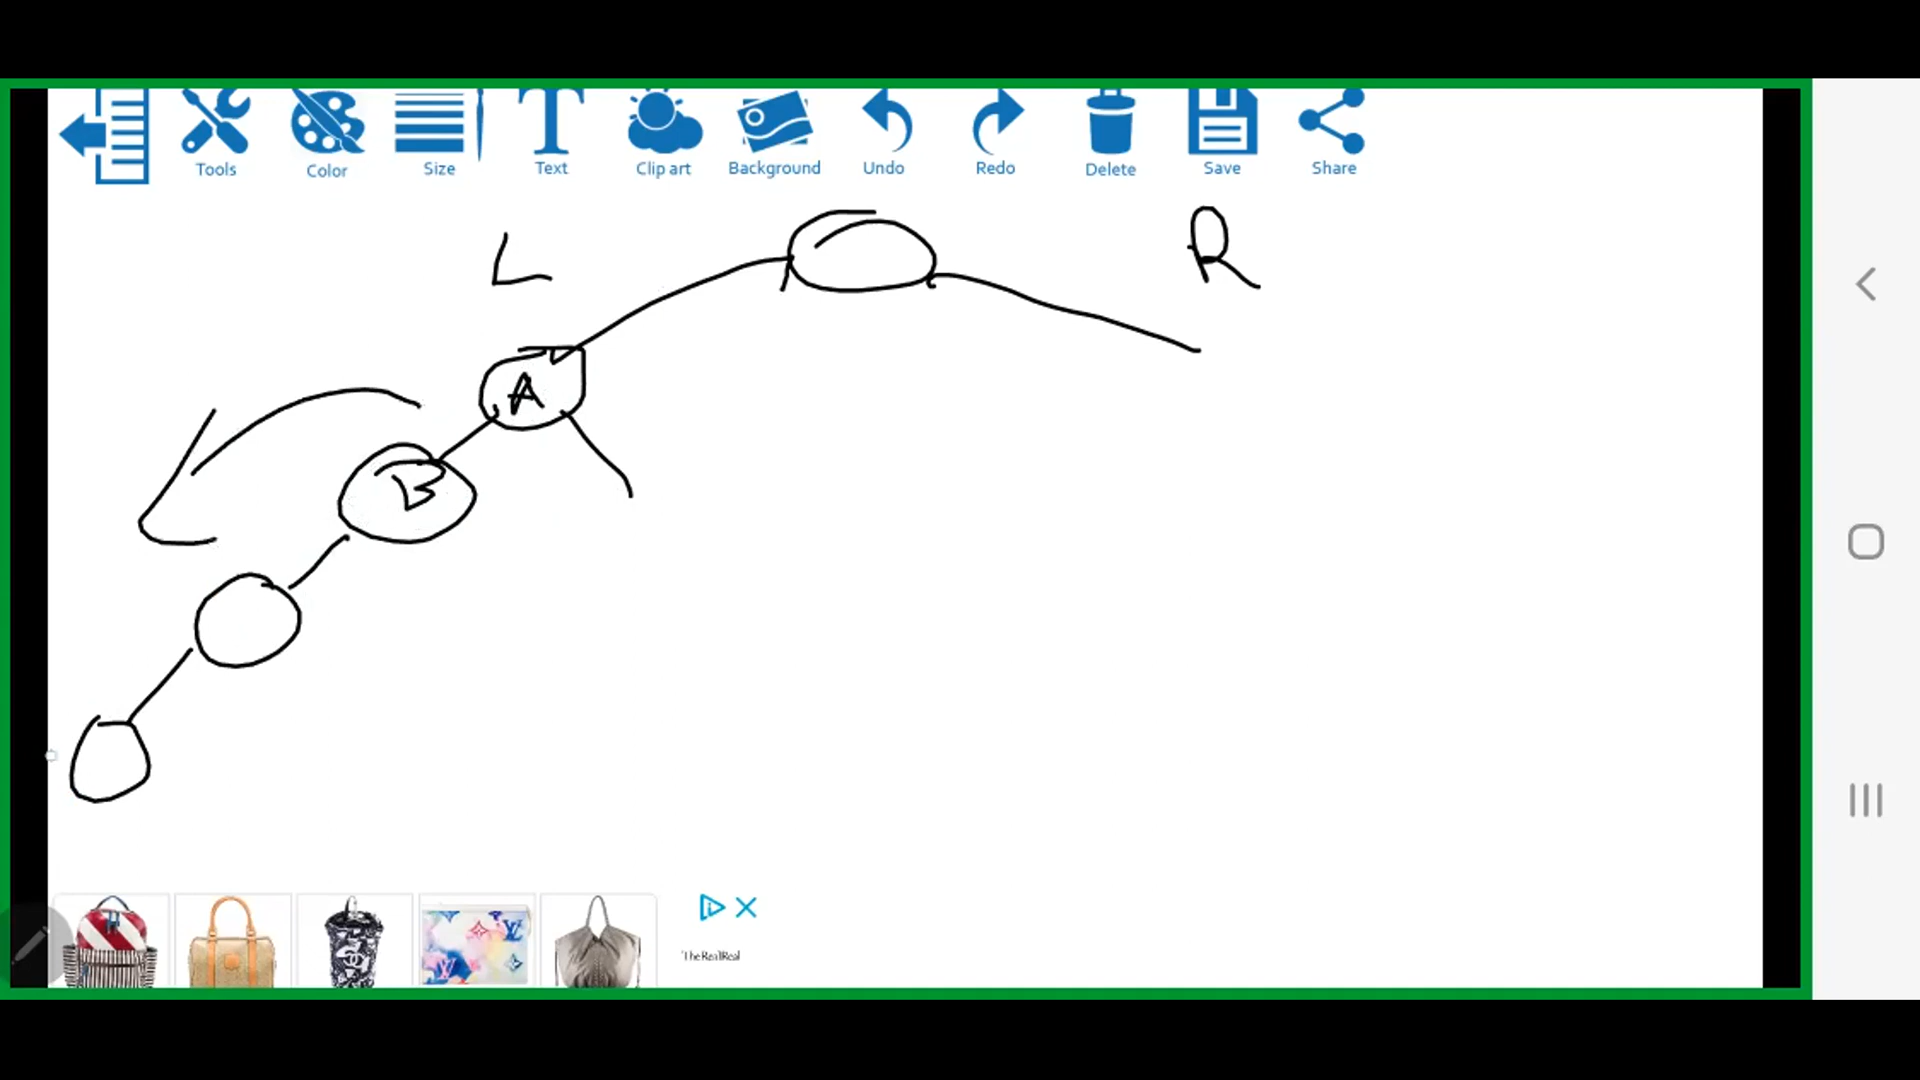 Tools Color Size Text Clip art Background Undo Redo Delete Save Share
L R
A
B
TheRealReal